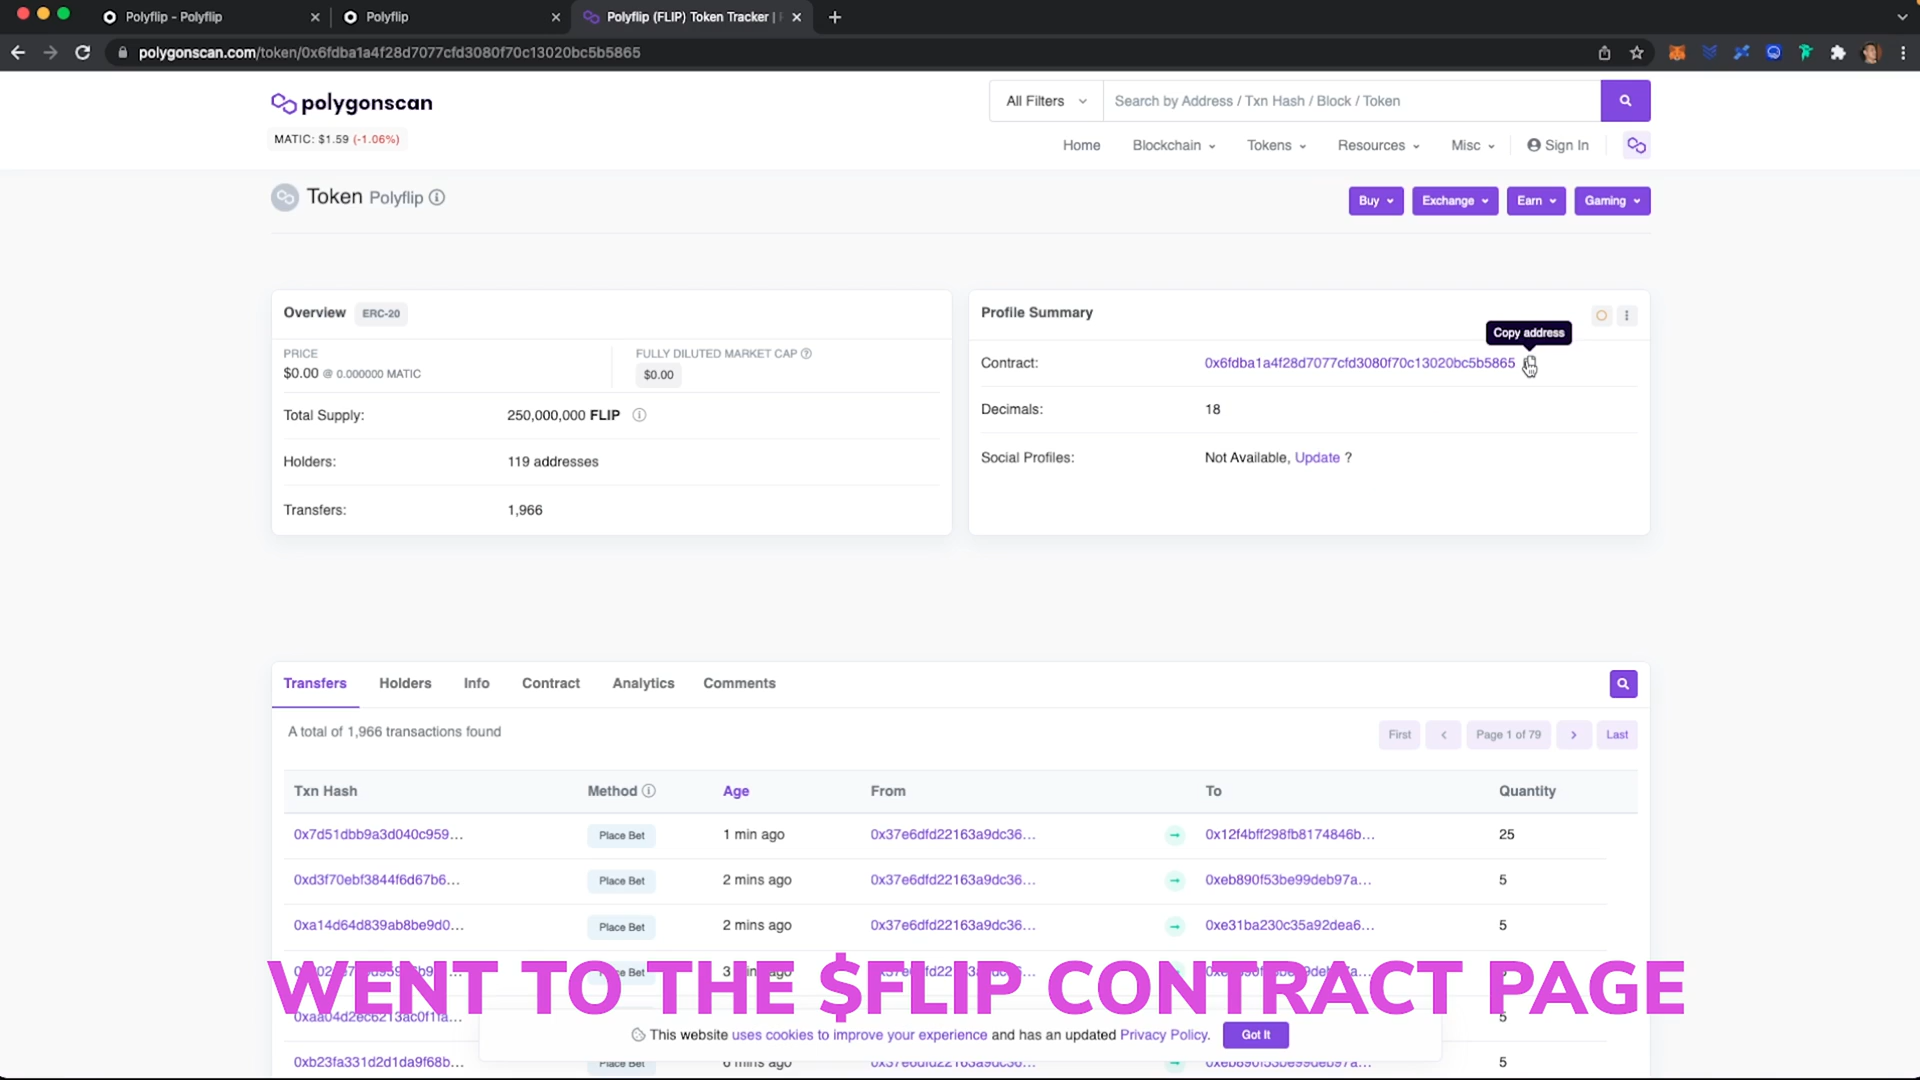 Polyflip - Polyflip
Polyflip
Polyflip (FLIP) Token Tracker |
polygonscan.com/token/0x6fdba1a4f28d7077cfd3080f70c13020bc5b5865
polygonscan
All Filters
Search by Address / Txn Hash / Block / Token
MATIC: $1.59 (-1.06%)
Home Blockchain Tokens Resources Misc Sign In
Token Polyflip
Buy Exchange Earn Gaming
Overview ERC-20
PRICE
$0.00 @ 0.000000 MATIC
FULLY DILUTED MARKET CAP
$0.00
Total Supply: 250,000,000 FLIP
Holders: 119 addresses
Transfers: 1,966
Profile Summary
Copy address
Contract: 0x6fdba1a4f28d7077cfd3080f70c13020bc5b5865
Decimals: 18
Social Profiles: Not Available, Update ?
Transfers Holders Info Contract Analytics Comments
A total of 1,966 transactions found
First < Page 1 of 79 > Last
Txn Hash Method Age From To Quantity
0x7d51dbb9a3d040c959... Place Bet 1 min ago 0x37e6dfd22163a9dc36... 0x12f4bff298fb8174846b... 25
0xd3f70ebf3844f6d67b6... Place Bet 2 mins ago 0x37e6dfd22163a9dc36... 0xeb890f53be99deb97a... 5
0xa14d64d839ab8be9d0... Place Bet 2 mins ago 0x37e6dfd22163a9dc36... 0xe31ba230c35a92dea6... 5
WENT TO THE $FLIP CONTRACT PAGE
5
This website uses cookies to improve your experience and has an updated Privacy Policy. Got It
0xb23fa331d2d1da9f68b... Place Bet 6 mins ago 0x37e6dfd22163a9dc36... 0xeb890f53be99deb97a... 5